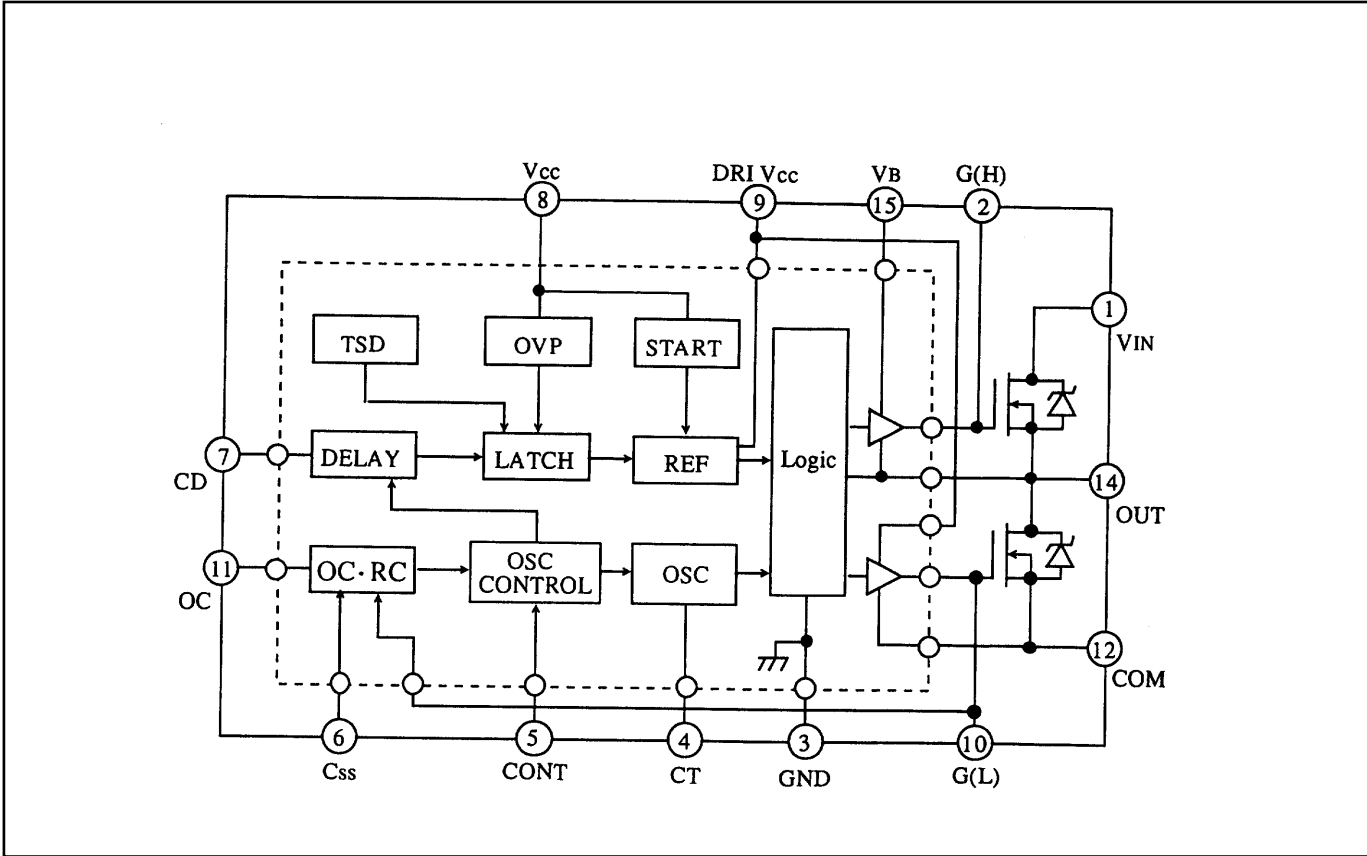 Vcc
8
DRI Vcc
9
VB
15
G(H)
2
1
VIN
TSD
OVP
START
7
CD
DELAY
LATCH
REF
Logic
14
OUT
11
OC
OC·RC
OSC
CONTROL
OSC
12
COM
6
Css
5
CONT
4
CT
3
GND
10
G(L)